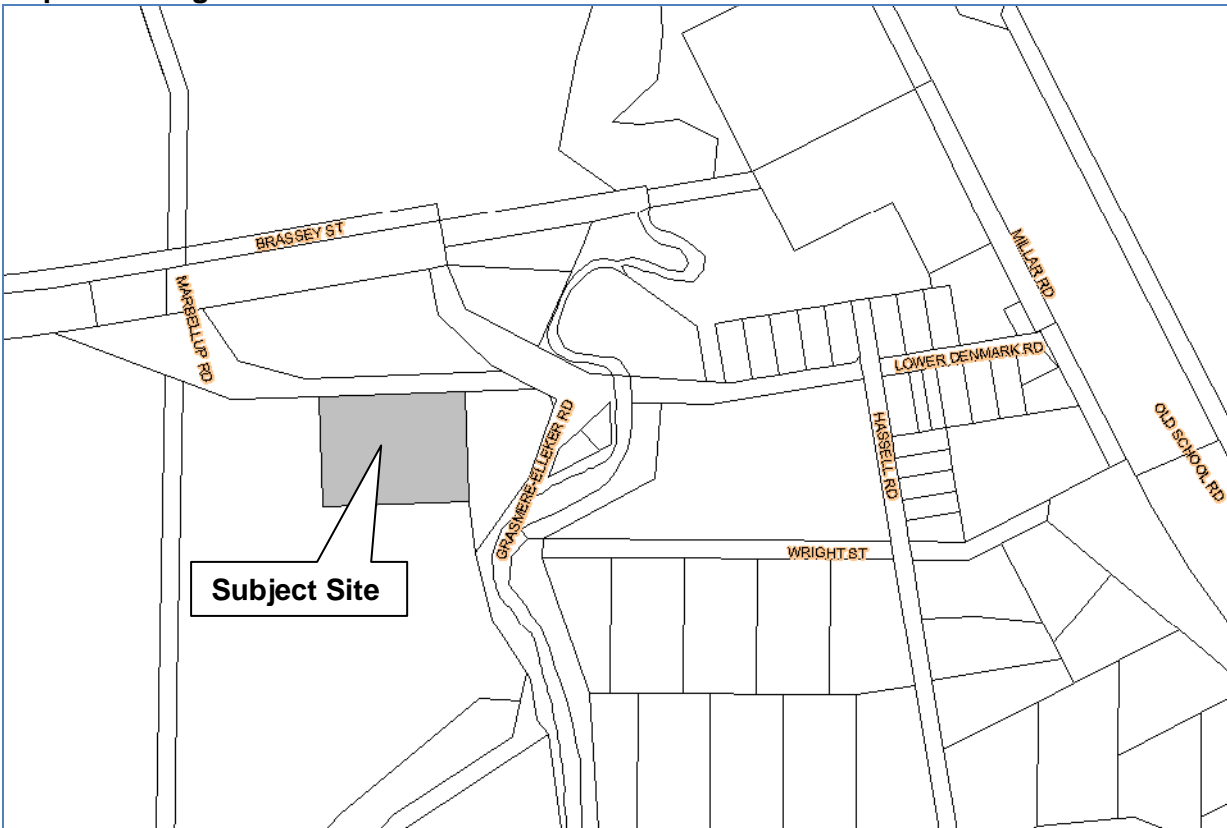 BRASSEY ST
MARBELLUP RD
MILLAR RD
LOWER DENMARK RD
GRASMERE-ELLEKER RD
HASSELL RD
OLD SCHOOL RD
WRIGHT ST
Subject Site